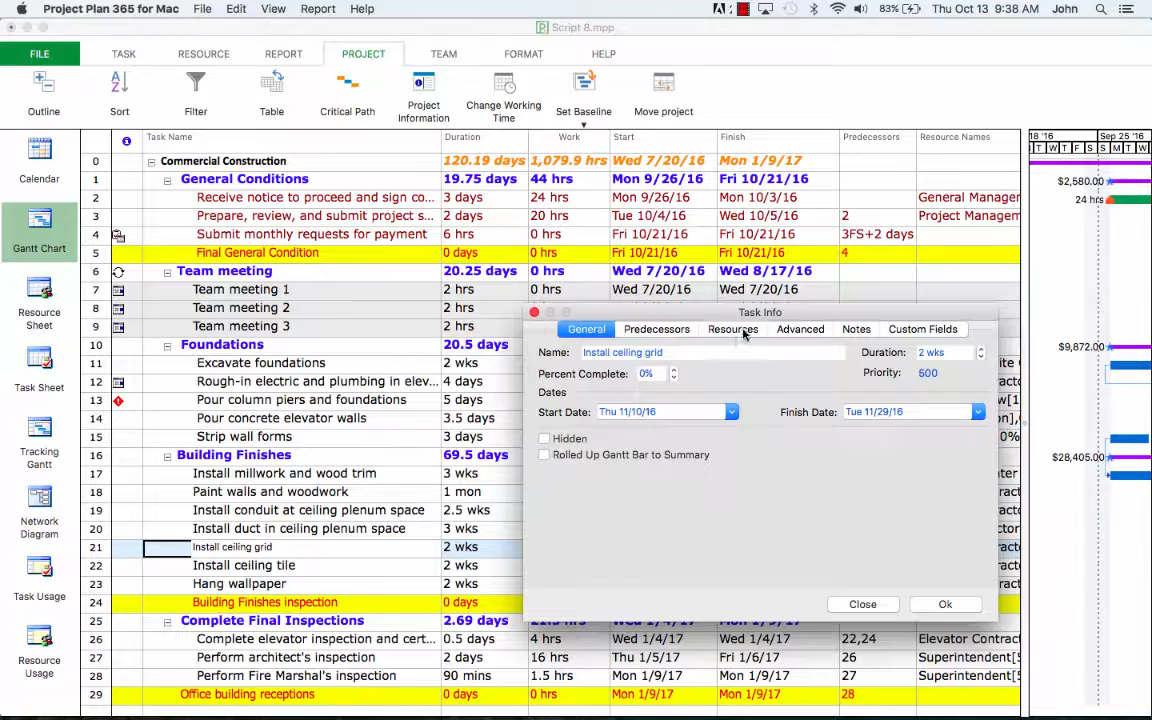 Project Plan 365 for Mac File Edit View Report Help 83% Thu Oct 13 9:38 AM John
Script 8.mpp
FILE TASK RESOURCE REPORT PROJECT TEAM FORMAT HELP
Outline Sort Filter Table Critical Path Project Information Change Working Time Set Baseline Move project
Calendar
Gantt Chart
Resource Sheet
Task Sheet
Tracking Gantt
Network Diagram
Task Usage
Resource Usage
Task Name Duration Work Start Finish Predecessors Resource Names
0 Commercial Construction 120.19 days 1,079.9 hrs Wed 7/20/16 Mon 1/9/17
1 General Conditions 19.75 days 44 hrs Mon 9/26/16 Fri 10/21/16
2 Receive notice to proceed and sign co... 3 days 24 hrs Mon 9/26/16 Mon 10/3/16 General Manage
3 Prepare, review, and submit project s... 2 days 20 hrs Tue 10/4/16 Wed 10/5/16 2 Project Managem
4 Submit monthly requests for payment 6 hrs 0 hrs Fri 10/21/16 Fri 10/21/16 3FS+2 days
5 Final General Condition 0 days 0 hrs Fri 10/21/16 Fri 10/21/16 4
6 Team meeting 20.25 days 0 hrs Wed 7/20/16 Wed 8/17/16
7 Team meeting 1 2 hrs 0 hrs Wed 7/20/16 Wed 7/20/16
8 Team meeting 2 2 hrs
9 Team meeting 3 2 hrs
10 Foundations 20.5 days
11 Excavate foundations 2 wks
12 Rough-in electric and plumbing in elev... 4 days
13 Pour column piers and foundations 5 days
14 Pour concrete elevator walls 3.5 days
15 Strip wall forms 3 days 0%
16 Building Finishes 69.5 days
17 Install millwork and wood trim 3 wks
18 Paint walls and woodwork 1 mon
19 Install conduit at ceiling plenum space 2.5 wks
20 Install duct in ceiling plenum space 3 wks
21 Install ceiling grid 2 wks
22 Install ceiling tile 2 wks
23 Hang wallpaper 2 wks
24 Building Finishes inspection 0 days
25 Complete Final Inspections 2.69 days
26 Complete elevator inspection and cert... 0.5 days 4 hrs Wed 1/4/17 Wed 1/4/17 22,24 Elevator Contrac
27 Perform architect's inspection 2 days 16 hrs Thu 1/5/17 Fri 1/6/17 26 Superintendent[
28 Perform Fire Marshal's inspection 90 mins 1.5 hrs Mon 1/9/17 Mon 1/9/17 27 Superintendent[
29 Office building receptions 0 days 0 hrs Mon 1/9/17 Mon 1/9/17 28
Task Info
General Predecessors Resources Advanced Notes Custom Fields
Name: Install ceiling grid Duration: 2 wks
Percent Complete: 0% Priority: 500
Dates
Start Date: Thu 11/10/16 Finish Date: Tue 11/29/16
Hidden
Rolled Up Gantt Bar to Summary
Close Ok
18 '16 Sep 25 '16
T W T F S S M T W
$2,580.00
24 hrs
$9,872.00
$28,405.00